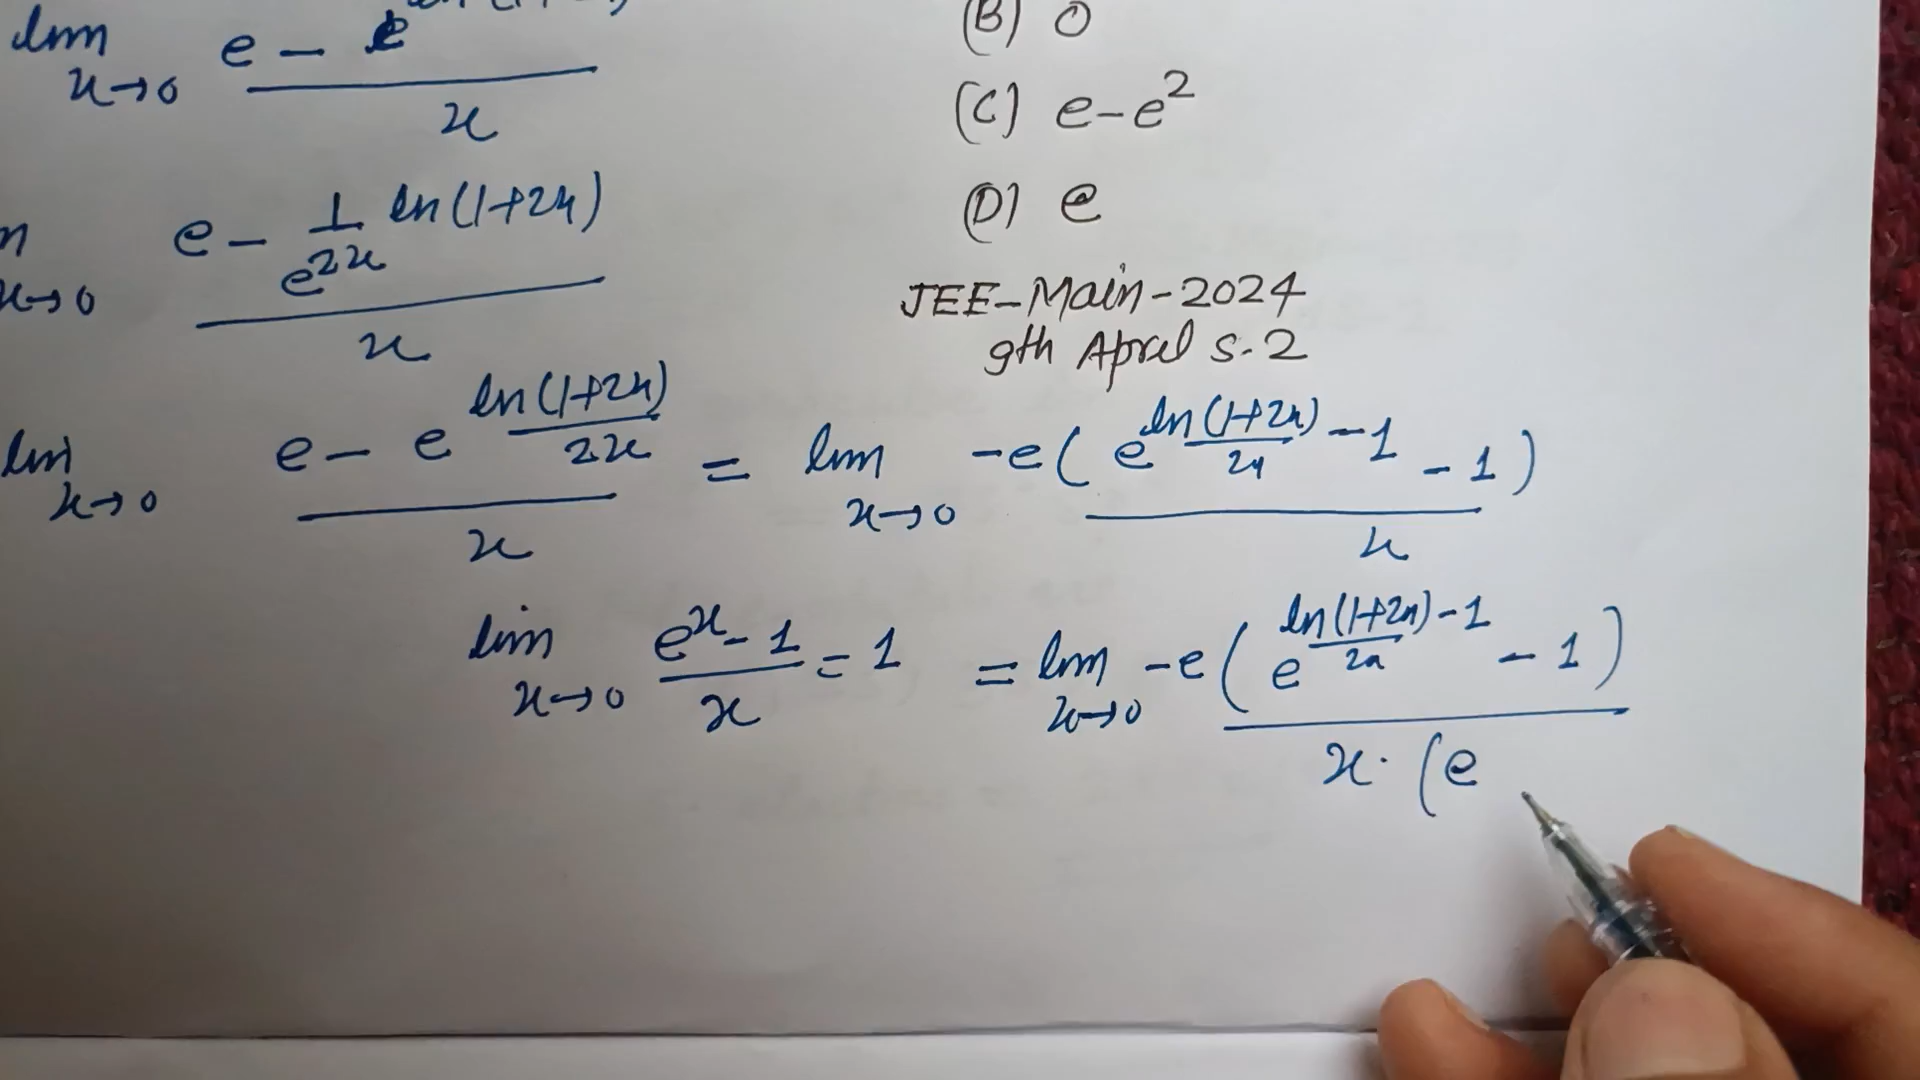 lim x→0 e - e / x
(B) 0
(C) e-e²
(D) e
x→0 e - 1/e^2x ln(1+2x) / x
JEE-Main-2024
9th April S-2
lim x→0 e - e^(ln(1+2x)/2x) / x = lim x→0 -e(e^(ln(1+2x)/2x - 1) - 1) / x
lim x→0 e^x - 1 / x = 1 = lim x→0 -e(e^(ln(1+2x)/2x - 1) - 1) / x · (e